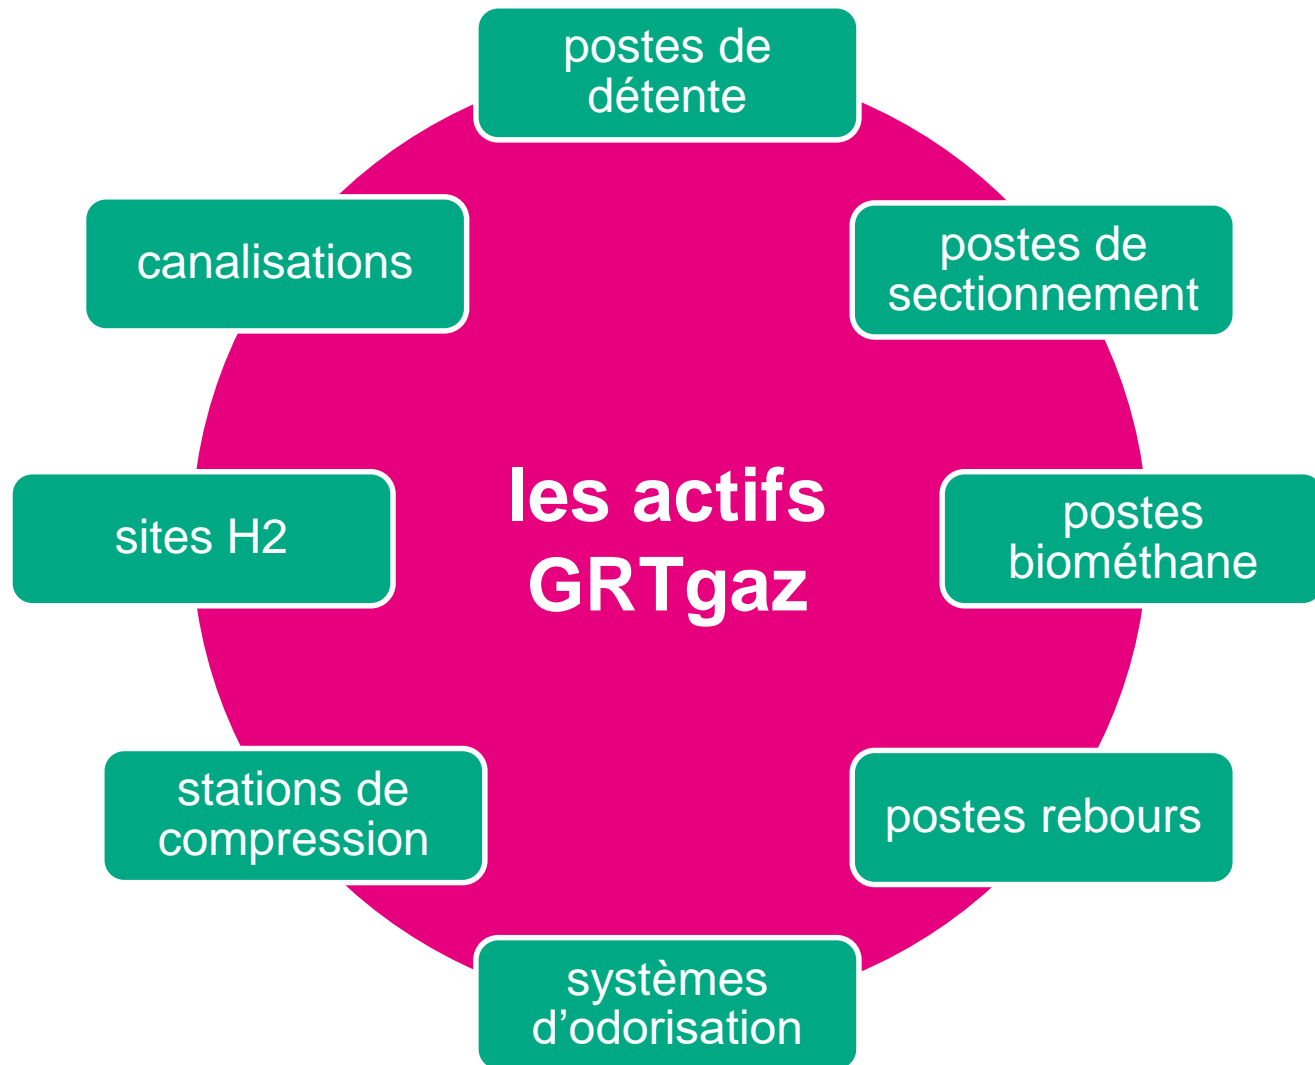 postes de
détente
postes de
sectionnement
postes
biométhane
postes rebours
systèmes
d’odorisation
stations de
compression
sites H2
canalisations
les actifs
GRTgaz